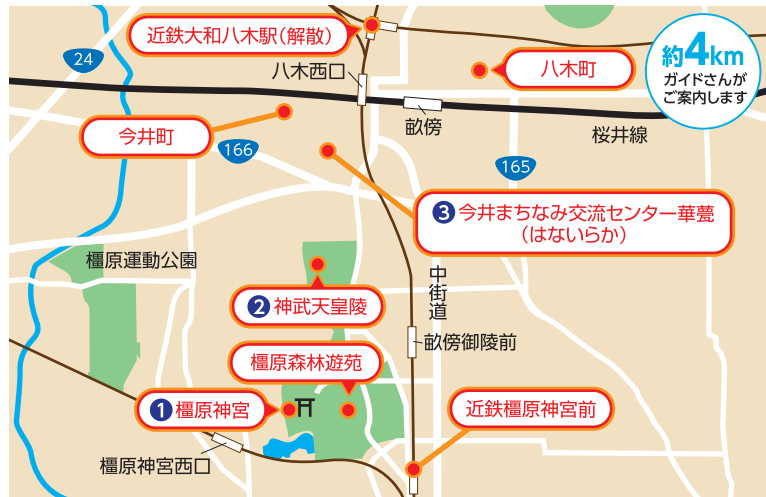 近鉄大和八木駅(解散)
24
八木西口
八木町
約4km
ガイドさんが
ご案内します
今井町
畝傍
桜井線
166
165
❸今井まちなみ交流センター華甍
(はないらか)
橿原運動公園
❷神武天皇陵
中街道
畝傍御陵前
橿原森林遊苑
❶橿原神宮
近鉄橿原神宮前
橿原神宮西口